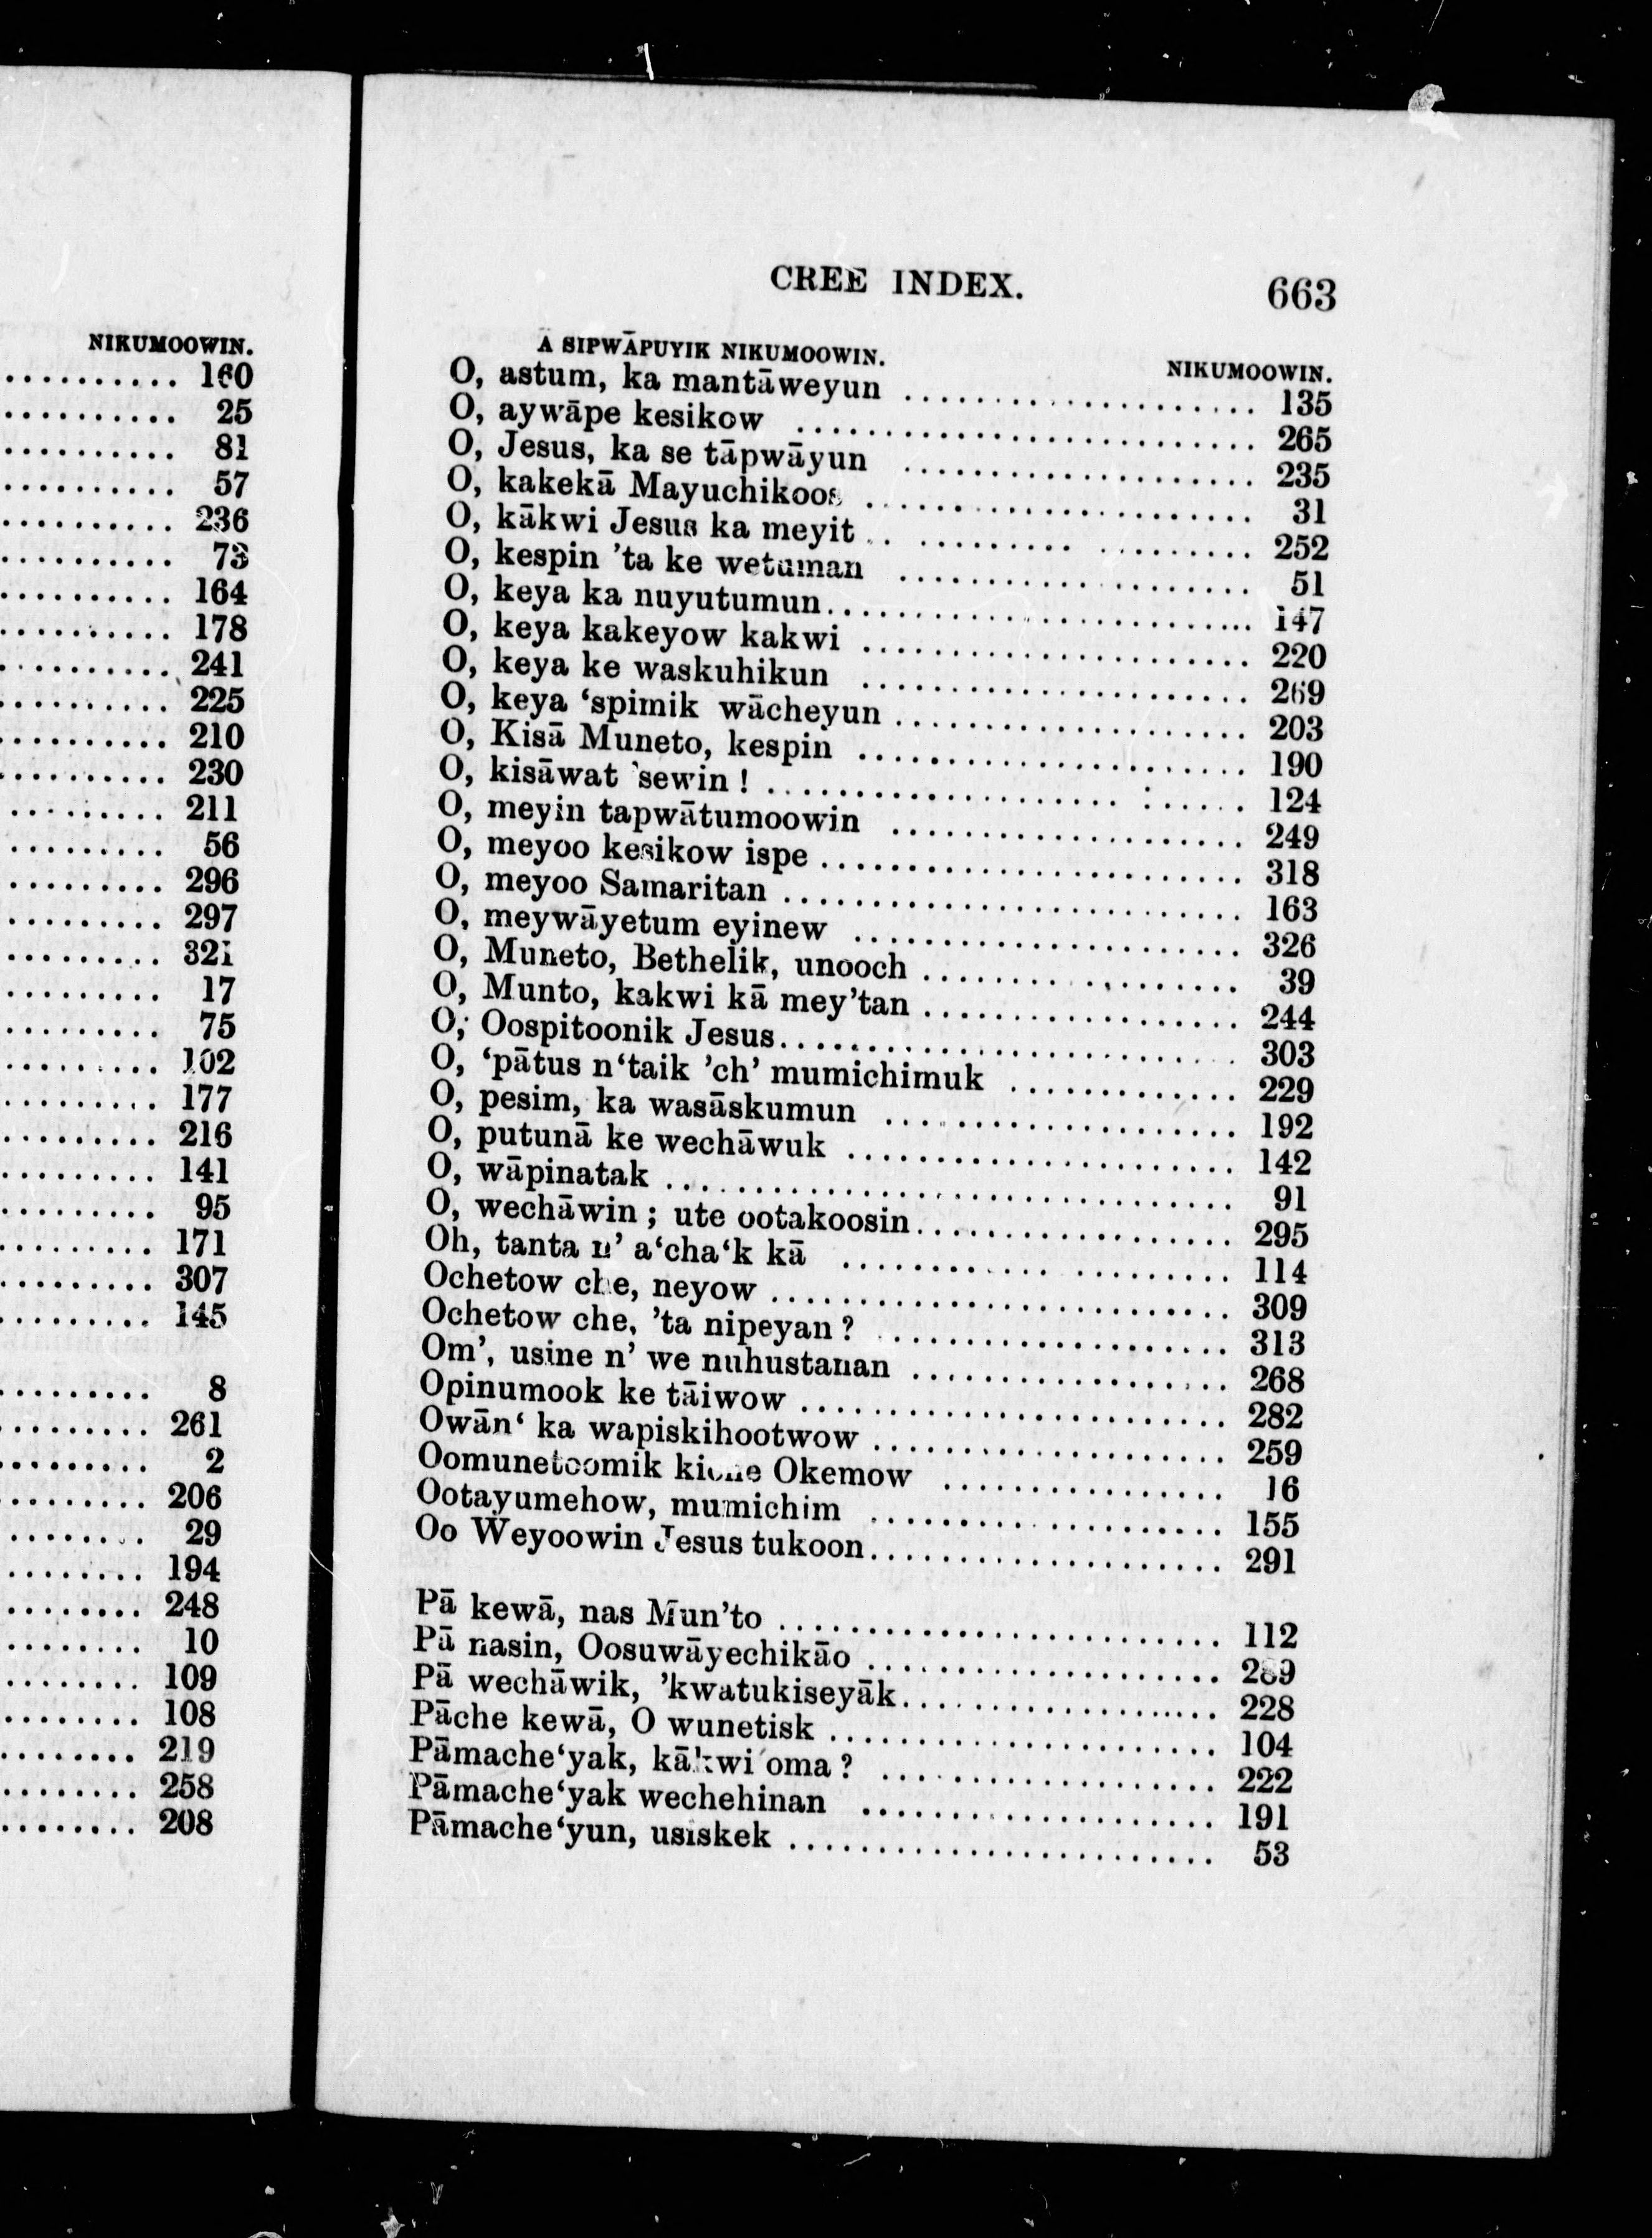 NIKUMOOWIN.
160
25
81
57
236
73
164
178
241
225
210
230
211
56
296
297
321
17
75
102
177
216
141
95
171
307
145
8
261
2
206
29
194
248
10
109
108
219
258
208
CREE INDEX. 663
Ā SIPWĀPUYIK NIKUMOOWIN. NIKUMOOWIN.
O, astum, ka mantāweyun .................... 135
O, aywāpe kesikow .......................... 265
O, Jesus, ka se tāpwāyun .................... 235
O, kakekā Mayuchikoos ...................... 31
O, kākwi Jesus ka meyit .................... 252
O, kespin ’ta ke wetuman .................... 51
O, keya ka nuyutumun........................ 147
O, keya kakeyow kakwi ...................... 220
O, keya ke waskuhikun ...................... 269
O, keya ‘spimik wācheyun .................... 203
O, Kisā Muneto, kespin ...................... 190
O, kisāwat ‘sewin ! .......................... 124
O, meyin tapwātumoowin .................... 249
O, meyoo kesikow ispe ........................ 318
O, meyoo Samaritan .......................... 163
O, meywāyetum eyinew ...................... 326
O, Muneto, Bethelik, unooch .................. 39
O, Munto, kakwi kā mey’tan .................. 244
O, Oospitoonik Jesus.......................... 303
O, ‘pātus n‘taik ’ch’ mumichimuk ............. 229
O, pesim, ka wasāskumun .................... 192
O, putunā ke wechāwuk ...................... 142
O, wāpinatak ................................ 91
O, wechāwin ; ute ootakoosin.................. 295
Oh, tanta n’ a‘cha‘k kā ...................... 114
Ochetow che, neyow .......................... 309
Ochetow che, ’ta nipeyan ? .................... 313
Om’, usine n’ we nuhustanan .................. 268
Opinumook ke tāiwow ........................ 282
Owān‘ ka wapiskihootwow .................... 259
Oomunetoomik kiche Okemow ................ 16
Ootayumehow, mumichim .................... 155
Oo Weyoowin Jesus tukoon.................... 291
Pā kewā, nas Mun’to ......................... 112
Pā nasin, Oosuwāyechikāo .................... 289
Pā wechāwik, ’kwatukiseyāk.................. 228
Pāche kewā, O wunetisk ...................... 104
Pāmache‘yak, kākwi oma ? .................... 222
Pāmache‘yak wechehinan .................... 191
Pāmache‘yun, usiskek ........................ 53